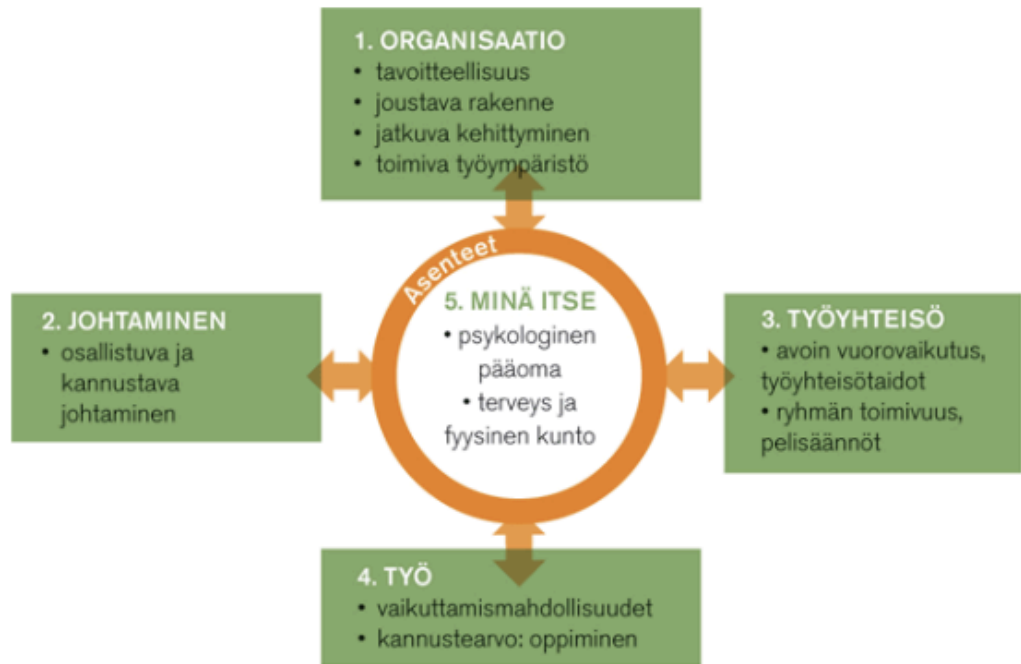 1. ORGANISAATIO
• tavoitteellisuus
• joustava rakenne
• jatkuva kehittyminen
• toimiva työympäristö
Asenteet
5. MINÄ ITSE
• psykologinen
pääoma
• terveys ja
fyysinen kunto
2. JOHTAMINEN
• osallistuva ja
kannustava
johtaminen
3. TYÖYHTEISÖ
• avoin vuorovaikutus,
työyhteisötaidot
• ryhmän toimivuus,
pelisäännöt
4. TYÖ
• vaikuttamismahdollisuudet
• kannustearvo: oppiminen